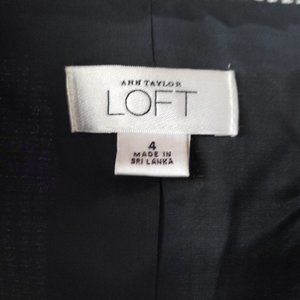 ANN TAYLOR
LOFT
4
MADE IN
SRI LANKA